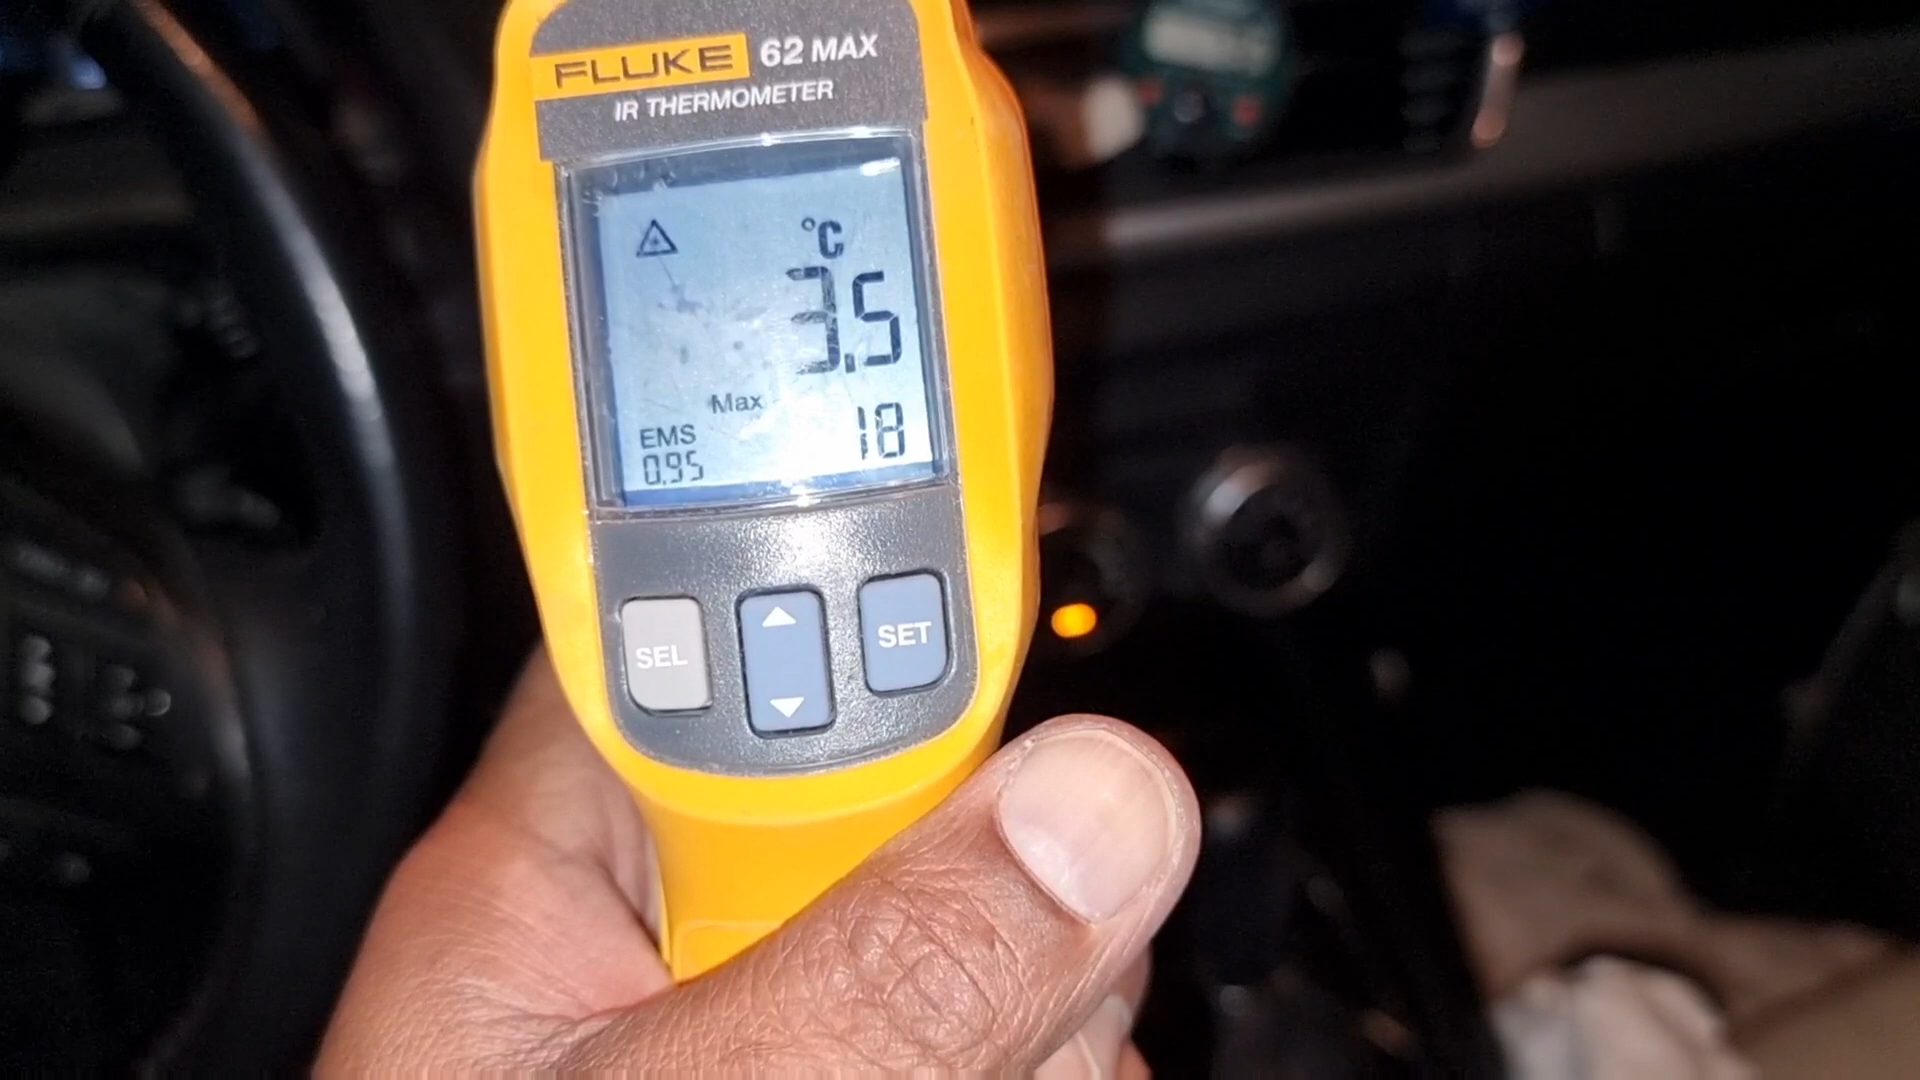 FLUKE 62 MAX
IR THERMOMETER
°C
3.5
Max
18
EMS
0.95
SEL
SET